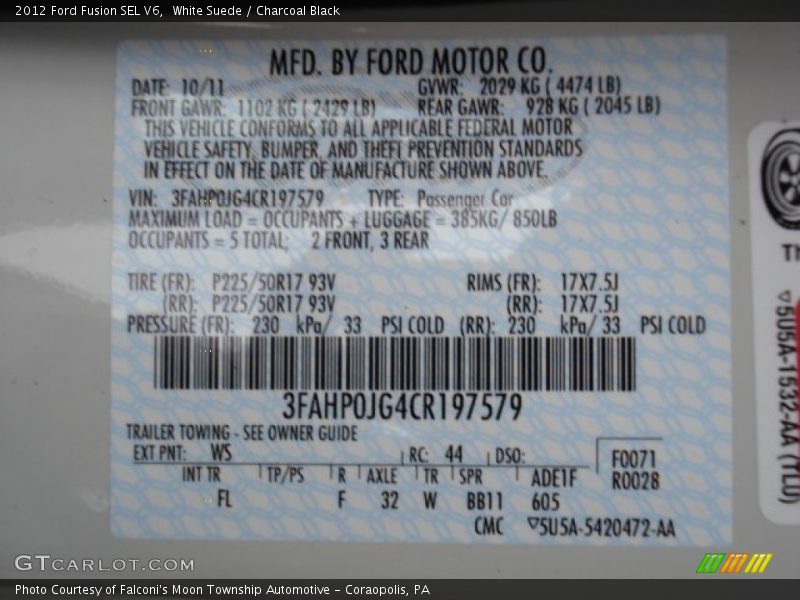 2012 Ford Fusion SEL V6,  White Suede / Charcoal Black
MFD. BY FORD MOTOR CO.
DATE: 10/11 GVWR: 2029 KG ( 4474 LB)
FRONT GAWR: 1102 KG ( 2429 LB) REAR GAWR: 928 KG ( 2045 LB)
THIS VEHICLE CONFORMS TO ALL APPLICABLE FEDERAL MOTOR
VEHICLE SAFETY, BUMPER, AND THEFT PREVENTION STANDARDS
IN EFFECT ON THE DATE OF MANUFACTURE SHOWN ABOVE.
VIN: 3FAHP0JG4CR197579 TYPE: Passenger Car
MAXIMUM LOAD = OCCUPANTS + LUGGAGE = 385KG/ 850LB
OCCUPANTS = 5 TOTAL; 2 FRONT, 3 REAR
TIRE (FR): P225/50R17 93V RIMS (FR): 17X7.5J
(RR): P225/50R17 93V (RR): 17X7.5J
PRESSURE (FR): 230 kPa/ 33 PSI COLD (RR): 230 kPa/ 33 PSI COLD
3FAHP0JG4CR197579
TRAILER TOWING - SEE OWNER GUIDE
EXT PNT: WS RC: 44 DSO: F0071
INT TR TP/PS R AXLE TR SPR ADE1F R0028
FL F 32 W BB11 605
CMC ▽5U5A-5420472-AA
▽5U5A-1532-AA (YLD)
GTCARLOT.COM
Photo Courtesy of Falconi's Moon Township Automotive – Coraopolis, PA